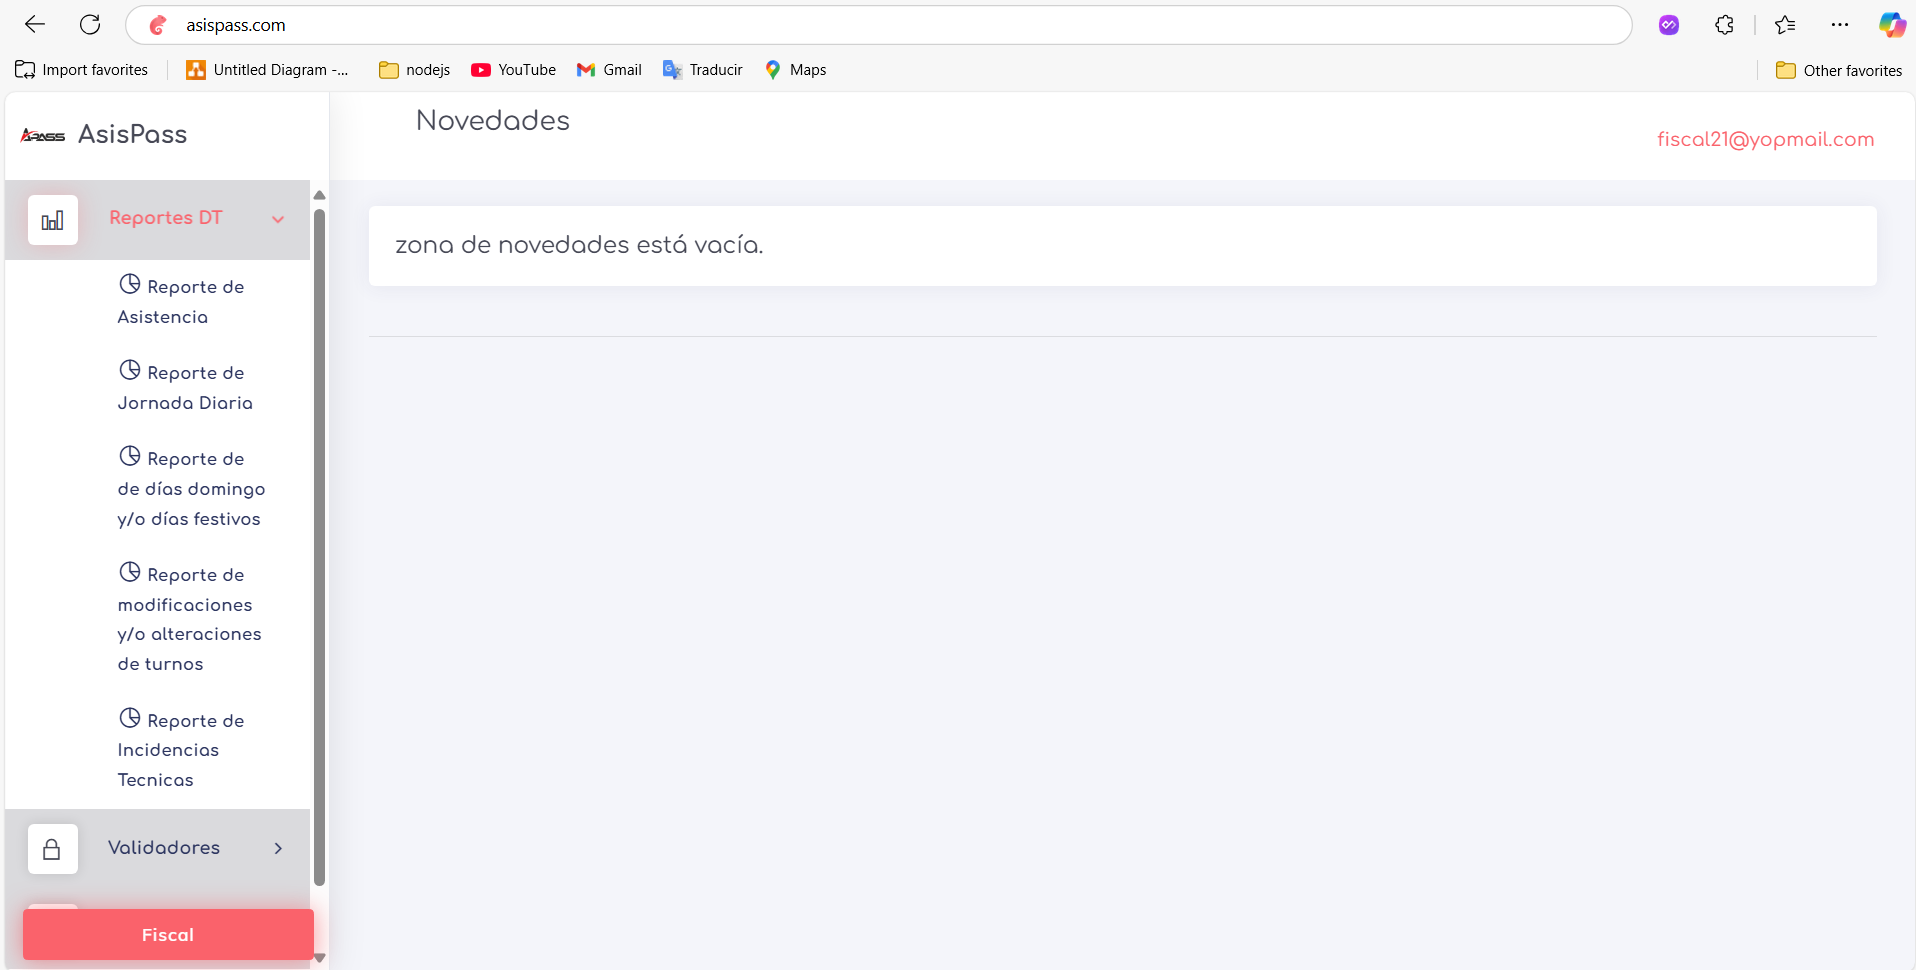 asispass.com
Import favorites
Untitled Diagram -...
nodejs
YouTube
Gmail
Traducir
Maps
Other favorites
APASS
AsisPass
Novedades
fiscal21@yopmail.com
Reportes DT
zona de novedades está vacía.
Reporte de
Asistencia
Reporte de
Jornada Diaria
Reporte de
de días domingo
y/o días festivos
Reporte de
modificaciones
y/o alteraciones
de turnos
Reporte de
Incidencias
Tecnicas
Validadores
Fiscal